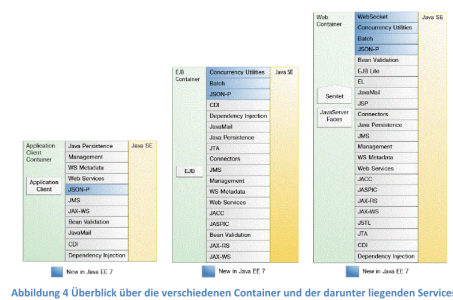 Application Client Container
Application Client
Java Persistence
Management
WS Metadata
Web Services
JSON-P
JMS
JAX-WS
Bean Validation
JavaMail
CDI
Dependency Injection
Java SE
New in Java EE 7
EJB Container
EJB
Concurrency Utilities
Batch
JSON-P
CDI
Dependency Injection
JavaMail
Java Persistence
JTA
Connectors
JMS
Management
WS Metadata
Web Services
JACC
JASPIC
Bean Validation
JAX-RS
JAX-WS
Java SE
New in Java EE 7
Web Container
Servlet
JavaServer Faces
WebSocket
Concurrency Utilities
Batch
JSON-P
Bean Validation
EJB Lite
EL
JavaMail
JSP
Connectors
Java Persistence
JMS
Management
WS Metadata
Web Services
JACC
JASPIC
JAX-RS
JAX-WS
JSTL
JTA
CDI
Dependency Injection
Java SE
New in Java EE 7
Abbildung 4 Überblick über die verschiedenen Container und der darunter liegenden Services